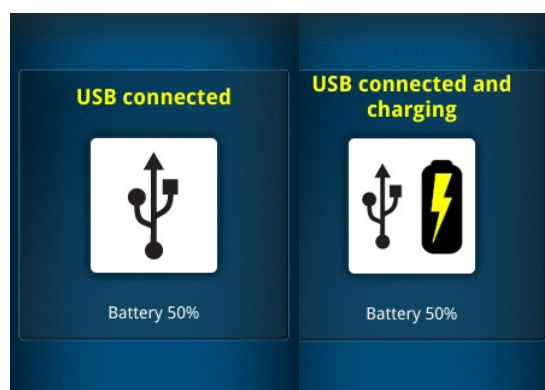 USB connected
Battery 50%
USB connected and
charging
Battery 50%